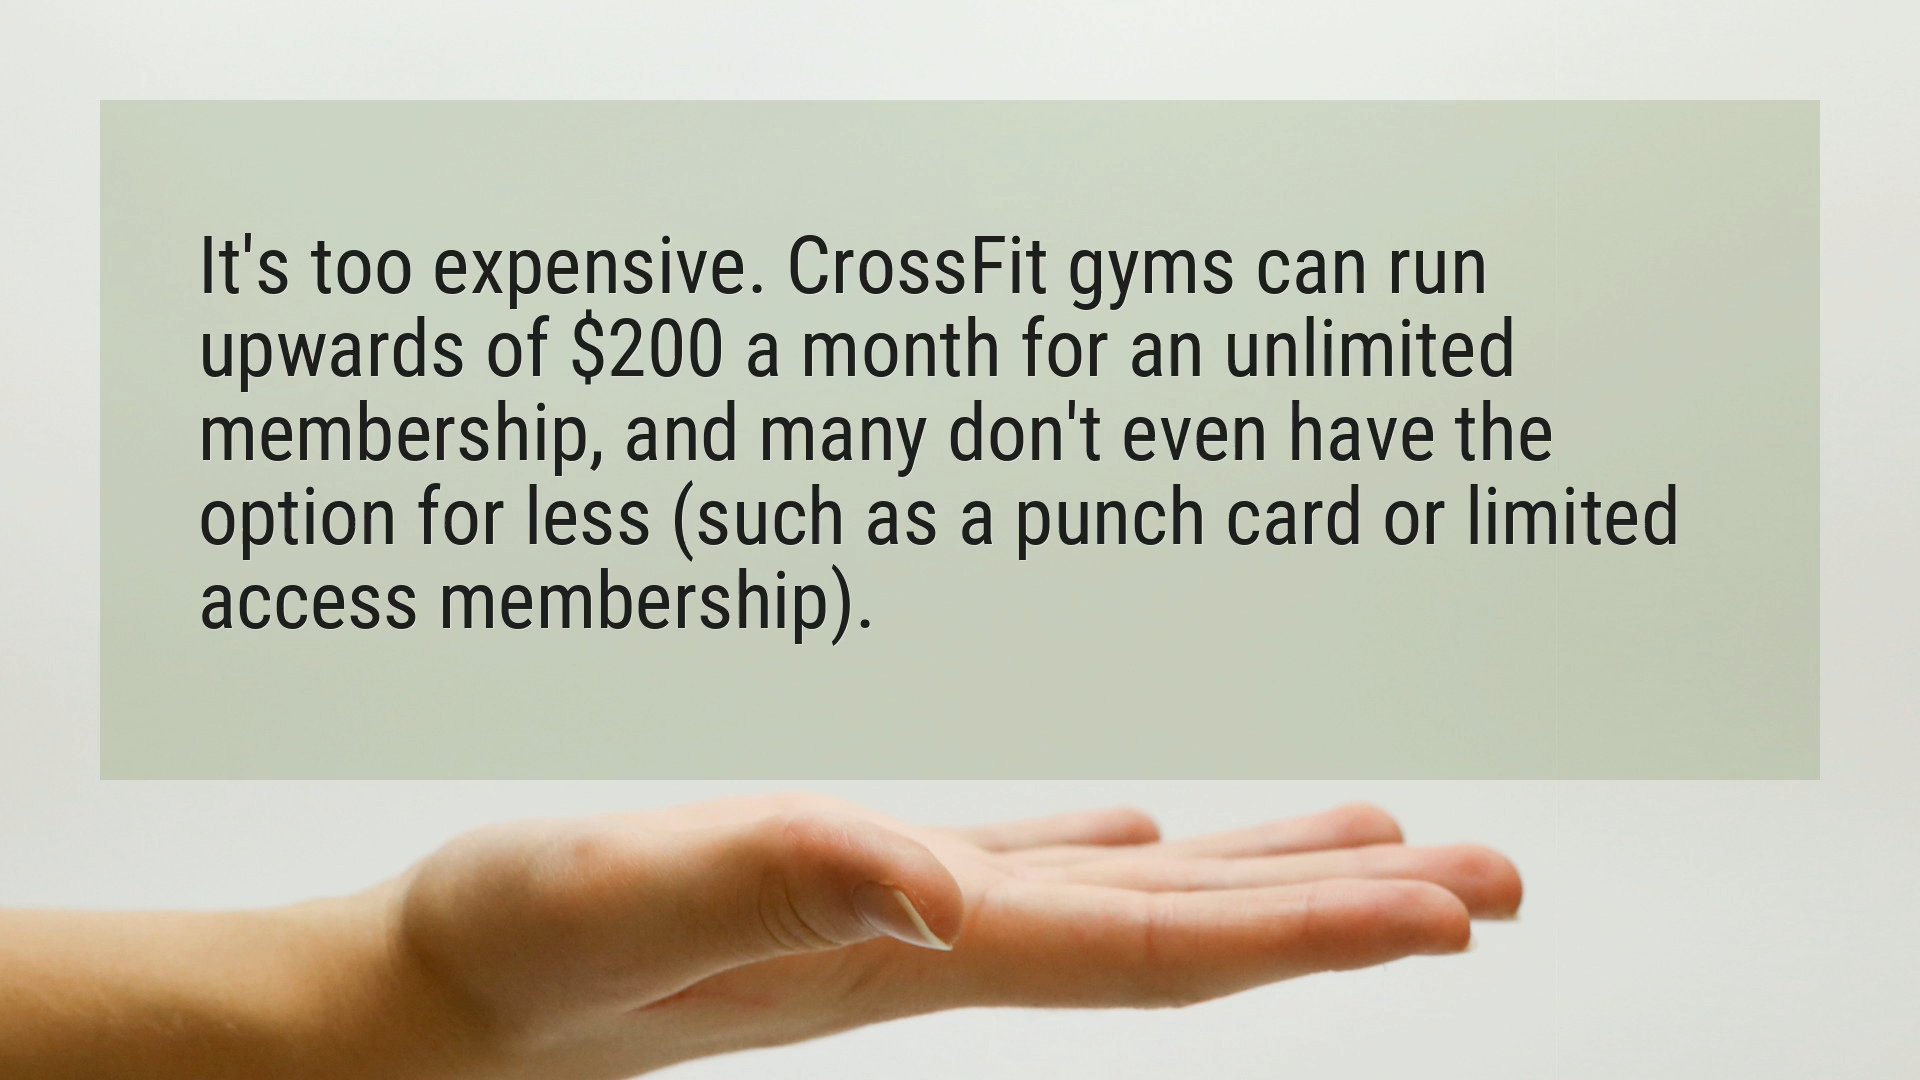 It's too expensive. CrossFit gyms can run
upwards of $200 a month for an unlimited
membership, and many don't even have the
option for less (such as a punch card or limited
access membership).